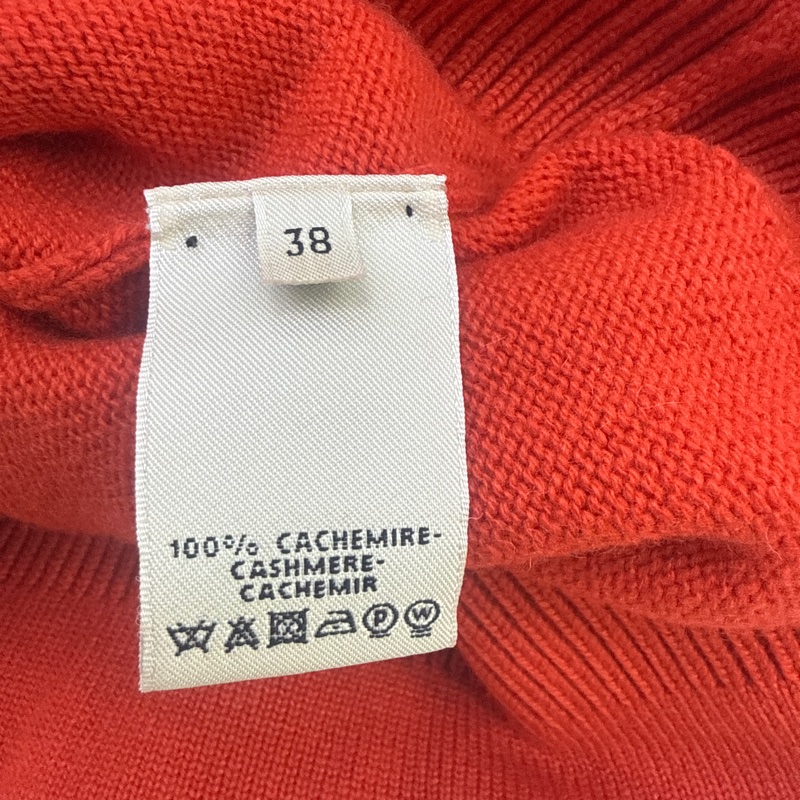 38
100% CACHEMIRE-
CASHMERE-
CACHEMIR
P W